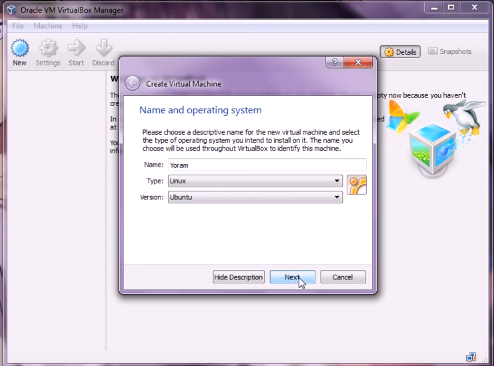 Oracle VM VirtualBox Manager
File Machine Help
New Settings Start Discard
Details Snapshots
Create Virtual Machine
Name and operating system
Please choose a descriptive name for the new virtual machine and select
the type of operating system you intend to install on it. The name you
choose will be used throughout VirtualBox to identify this machine.
Name: Yoram
Type: Linux
Version: Ubuntu
Hide Description Next Cancel
pty now because you haven't